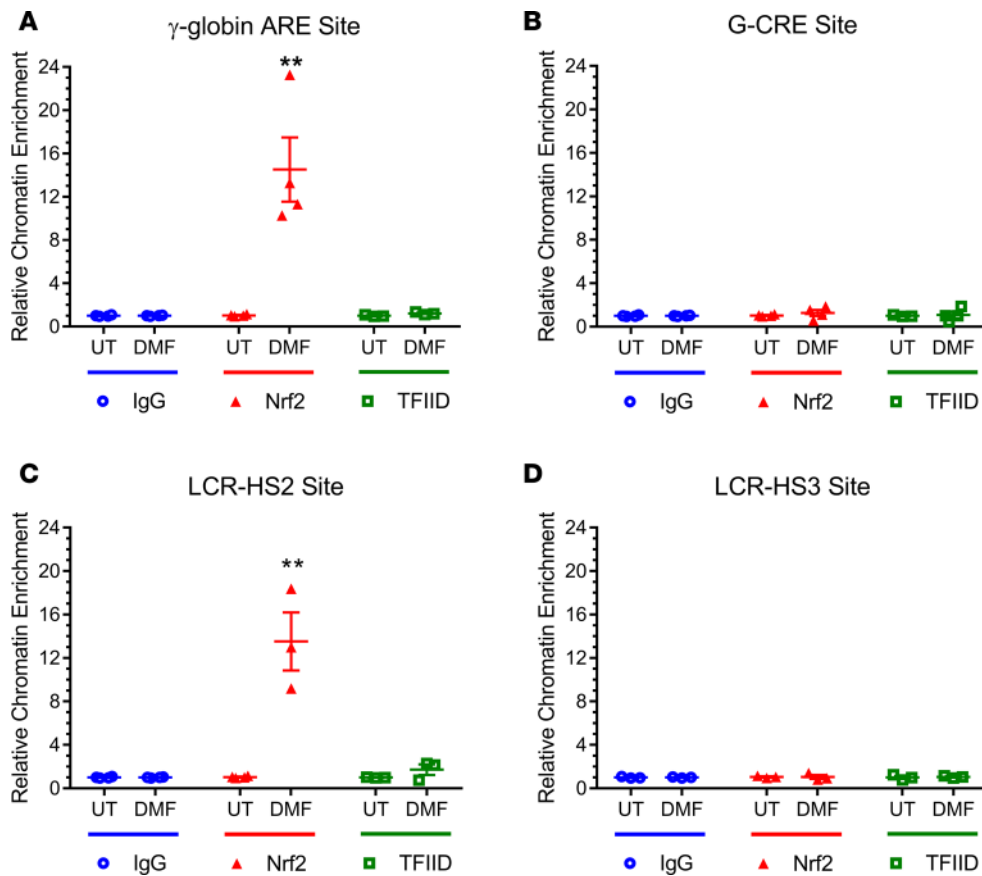 A
γ-globin ARE Site
Relative Chromatin Enrichment
24
20
16
12
8
4
0
**
UT DMF UT DMF UT DMF
IgG Nrf2 TFIID
B
G-CRE Site
Relative Chromatin Enrichment
24
20
16
12
8
4
0
UT DMF UT DMF UT DMF
IgG Nrf2 TFIID
C
LCR-HS2 Site
Relative Chromatin Enrichment
24
20
16
12
8
4
0
**
UT DMF UT DMF UT DMF
IgG Nrf2 TFIID
D
LCR-HS3 Site
Relative Chromatin Enrichment
24
20
16
12
8
4
0
UT DMF UT DMF UT DMF
IgG Nrf2 TFIID